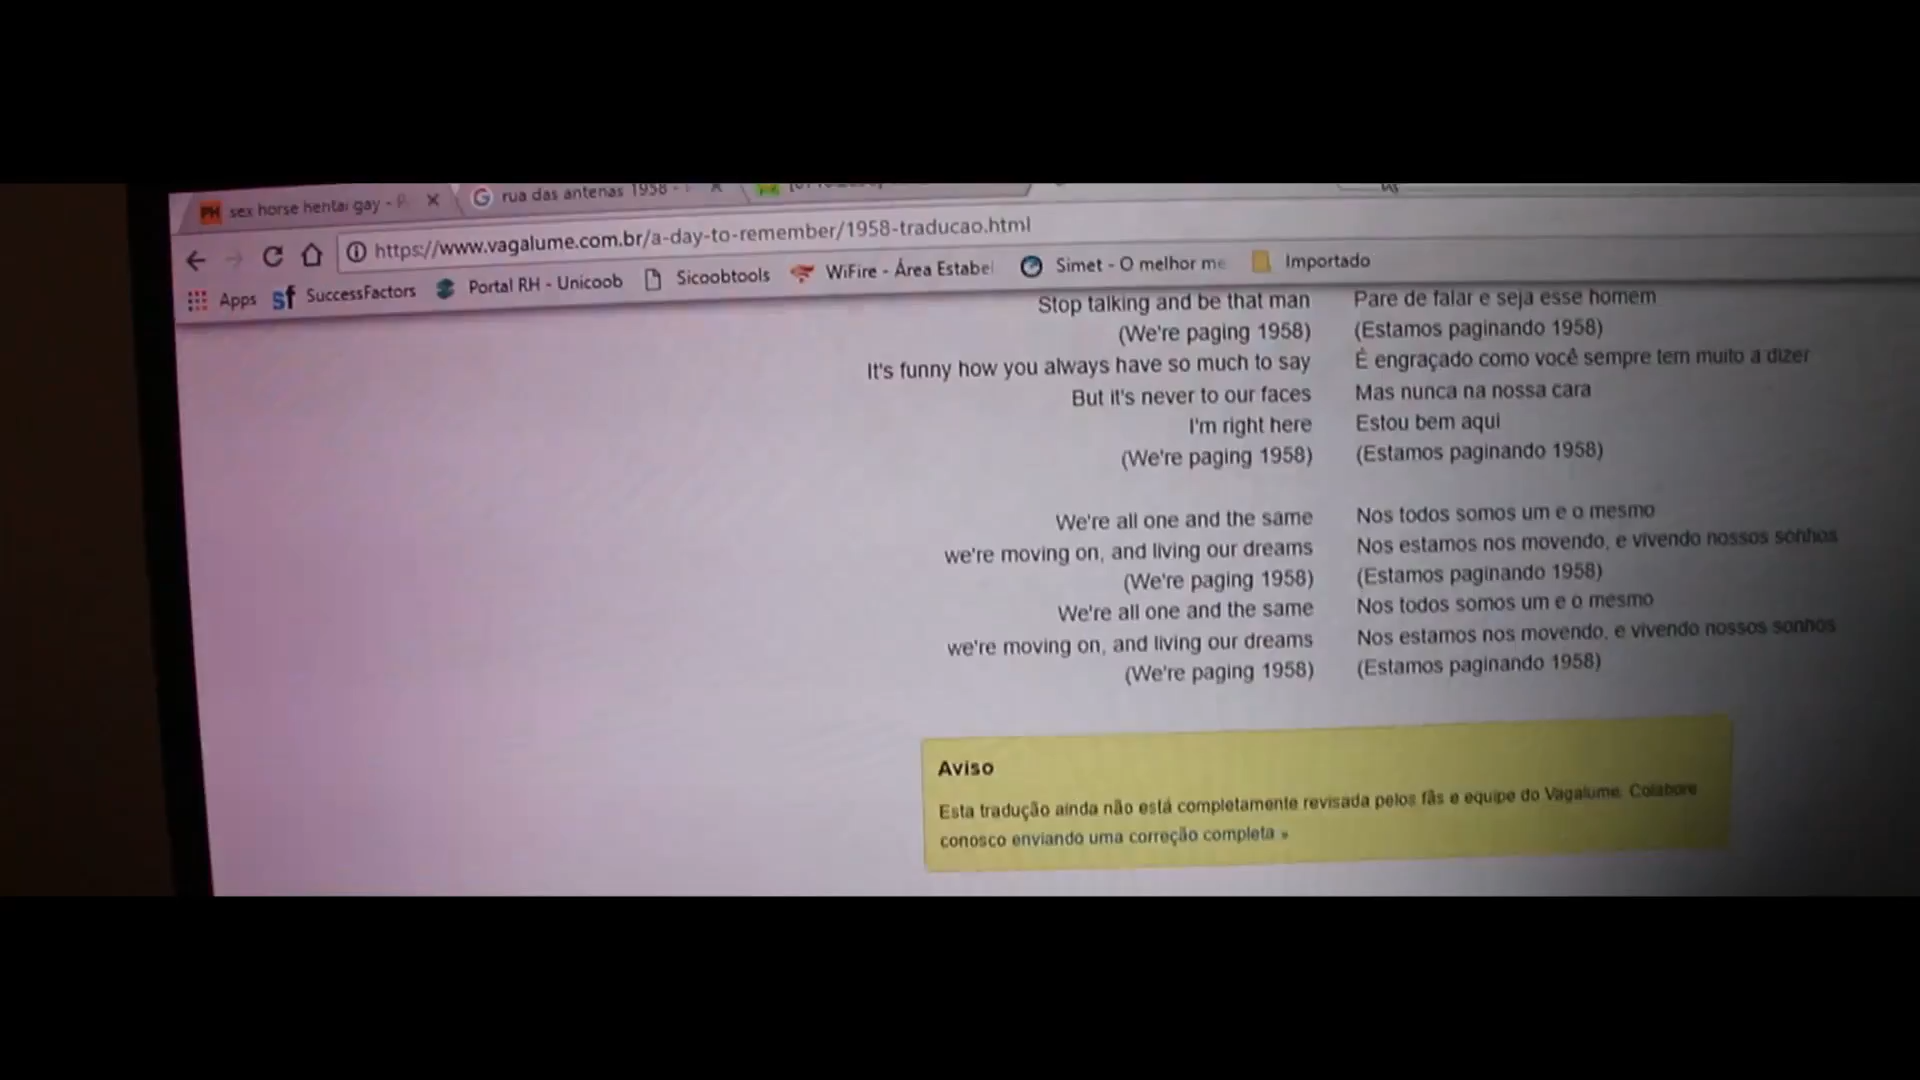 PH sex horse hentai gay - P
G rua das antenas 1958 -
https://www.vagalume.com.br/a-day-to-remember/1958-traducao.html
Apps sf SuccessFactors Portal RH - Unicoob Sicoobtools WiFire - Área Estabel Simet - O melhor me Importado
Stop talking and be that man Pare de falar e seja esse homem
(We're paging 1958) (Estamos paginando 1958)
It's funny how you always have so much to say É engraçado como você sempre tem muito a dizer
But it's never to our faces Mas nunca na nossa cara
I'm right here Estou bem aqui
(We're paging 1958) (Estamos paginando 1958)
We're all one and the same Nos todos somos um e o mesmo
we're moving on, and living our dreams Nos estamos nos movendo, e vivendo nossos sonhos
(We're paging 1958) (Estamos paginando 1958)
We're all one and the same Nos todos somos um e o mesmo
we're moving on, and living our dreams Nos estamos nos movendo, e vivendo nossos sonhos
(We're paging 1958) (Estamos paginando 1958)
Aviso
Esta tradução ainda não está completamente revisada pelos fãs e equipe do Vagalume. Colabore
conosco enviando uma correção completa »